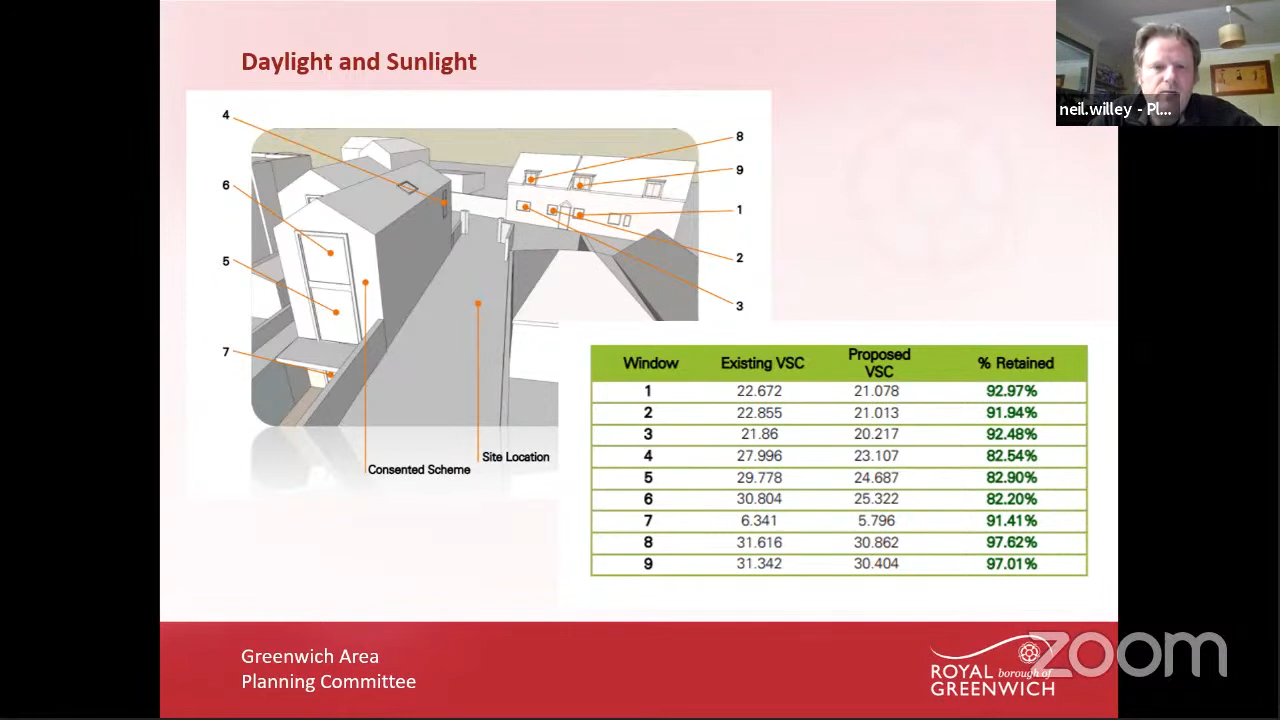 Daylight and Sunlight
neil.willey - Pl...
4
6
5
7
8
9
1
2
3
Consented Scheme
Site Location
Window Existing VSC Proposed VSC % Retained
1 22.672 21.078 92.97%
2 22.855 21.013 91.94%
3 21.86 20.217 92.48%
4 27.996 23.107 82.54%
5 29.778 24.687 82.90%
6 30.804 25.322 82.20%
7 6.341 5.796 91.41%
8 31.616 30.862 97.62%
9 31.342 30.404 97.01%
Greenwich Area
Planning Committee
ROYAL borough of
GREENWICH
zoom